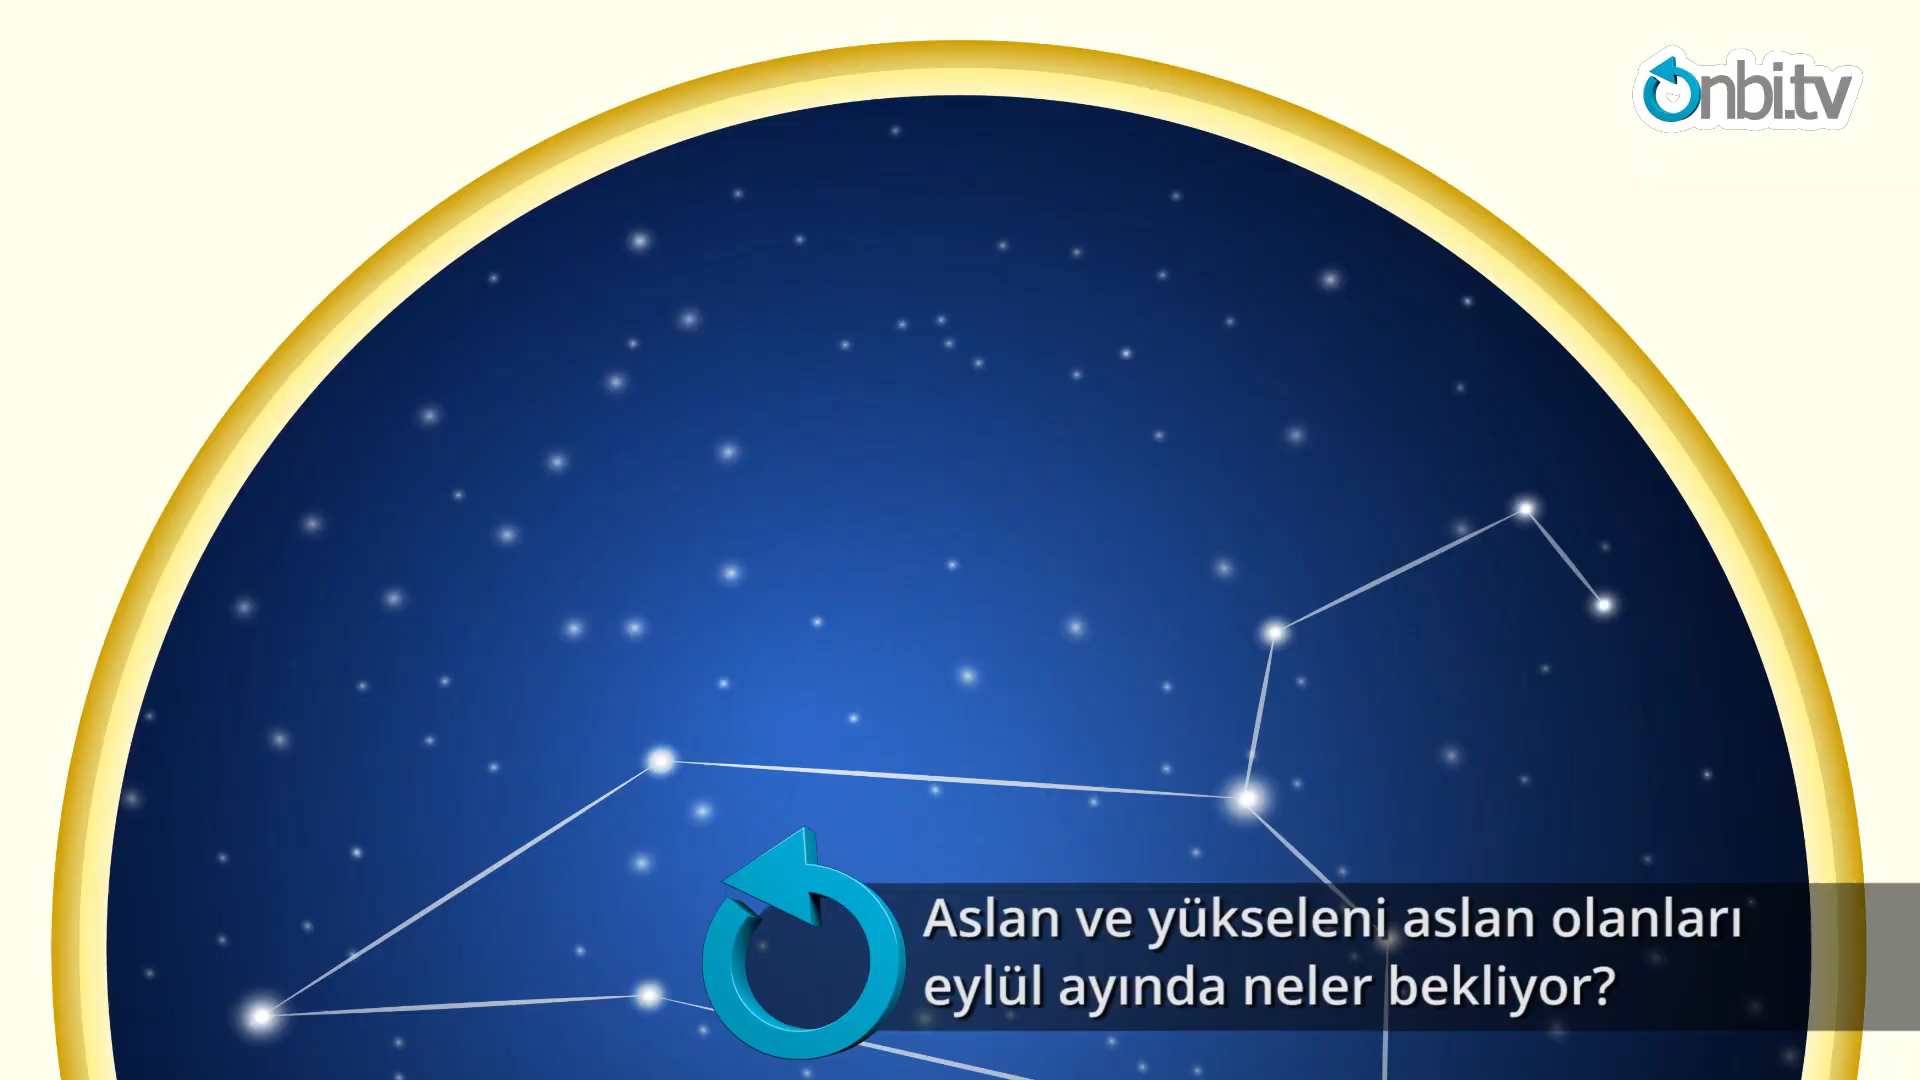 onbi.tv
Aslan ve yükseleni aslan olanları
eylül ayında neler bekliyor?